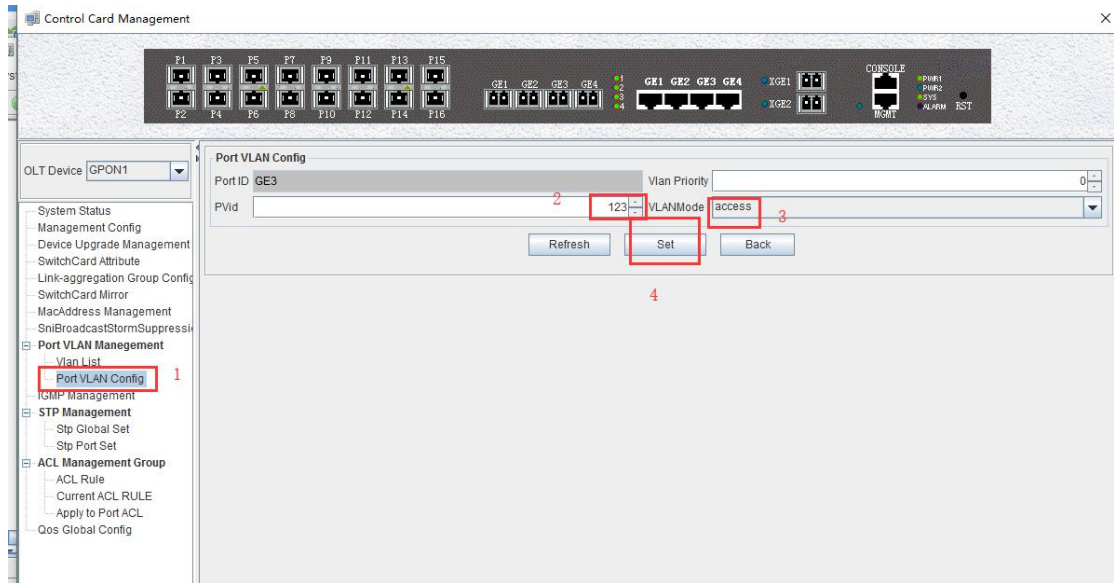 Control Card Management
P1 P3 P5 P7 P9 P11 P13 P15
P2 P4 P6 P8 P10 P12 P14 P16
GE1 GE2 GE3 GE4
1
2
3
4
GE1 GE2 GE3 GE4
XGE1
XGE2
CONSOLE
MGMT
PWR1
PWR2
SYS
ALARM
RST
OLT Device GPON1
System Status
Management Config
Device Upgrade Management
SwitchCard Attribute
Link-aggregation Group Config
SwitchCard Mirror
MacAddress Management
SniBroadcastStormSuppressi
Port VLAN Manegement
Vlan List
Port VLAN Config 1
IGMP Management
STP Management
Stp Global Set
Stp Port Set
ACL Management Group
ACL Rule
Current ACL RULE
Apply to Port ACL
Qos Global Config
Port VLAN Config
Port ID GE3 Vlan Priority 0
PVid 2 123 VLANMode access 3
Refresh Set Back
4